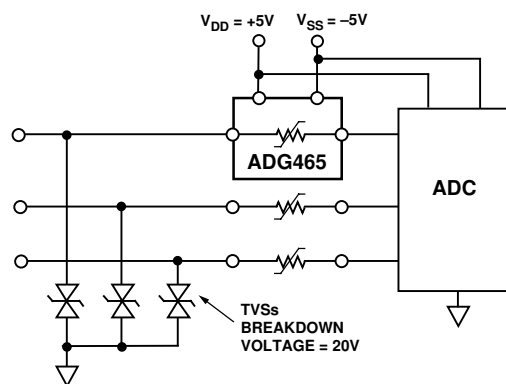 V_DD = +5V
V_SS = –5V
ADG465
ADC
TVSs
BREAKDOWN
VOLTAGE = 20V